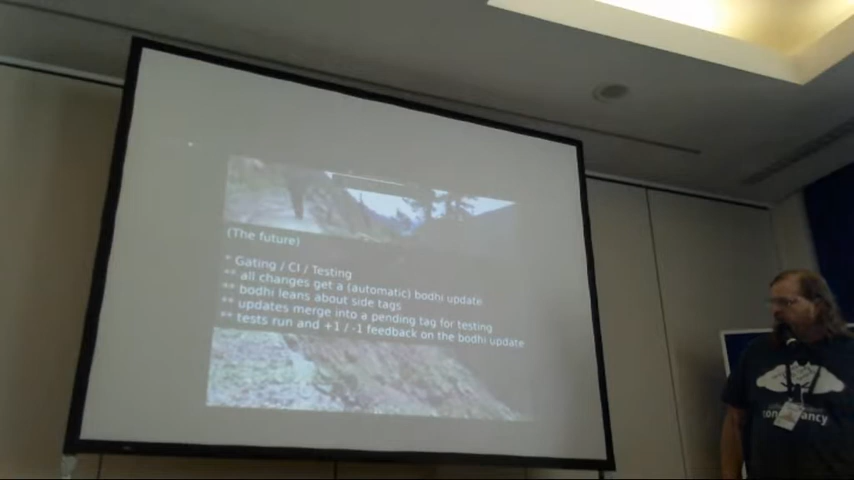 (The future)
* Gating / CI / Testing
** all changes get a (automatic) bodhi update
** bodhi leans about side tags
** updates merge into a pending tag for testing
** tests run and +1 / -1 feedback on the bodhi update